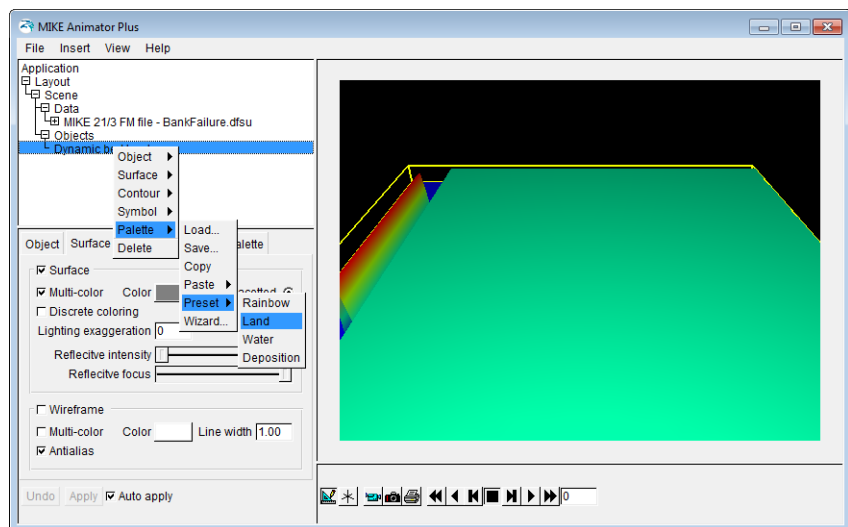 MIKE Animator Plus
File Insert View Help
Application
Layout
Scene
Data
MIKE 21/3 FM file - BankFailure.dfsu
Objects
Dynamic
Object
Surface
Contour
Symbol
Palette
Delete
Load...
Save...
Copy
Paste
Preset
Wizard...
Rainbow
Land
Water
Deposition
Object Surface
Surface
Multi-color Color
Discrete coloring
Lighting exaggeration 0
Reflecitve intensity
Reflecitve focus
Wireframe
Multi-color Color Line width 1.00
Antialias
Undo Apply Auto apply
0